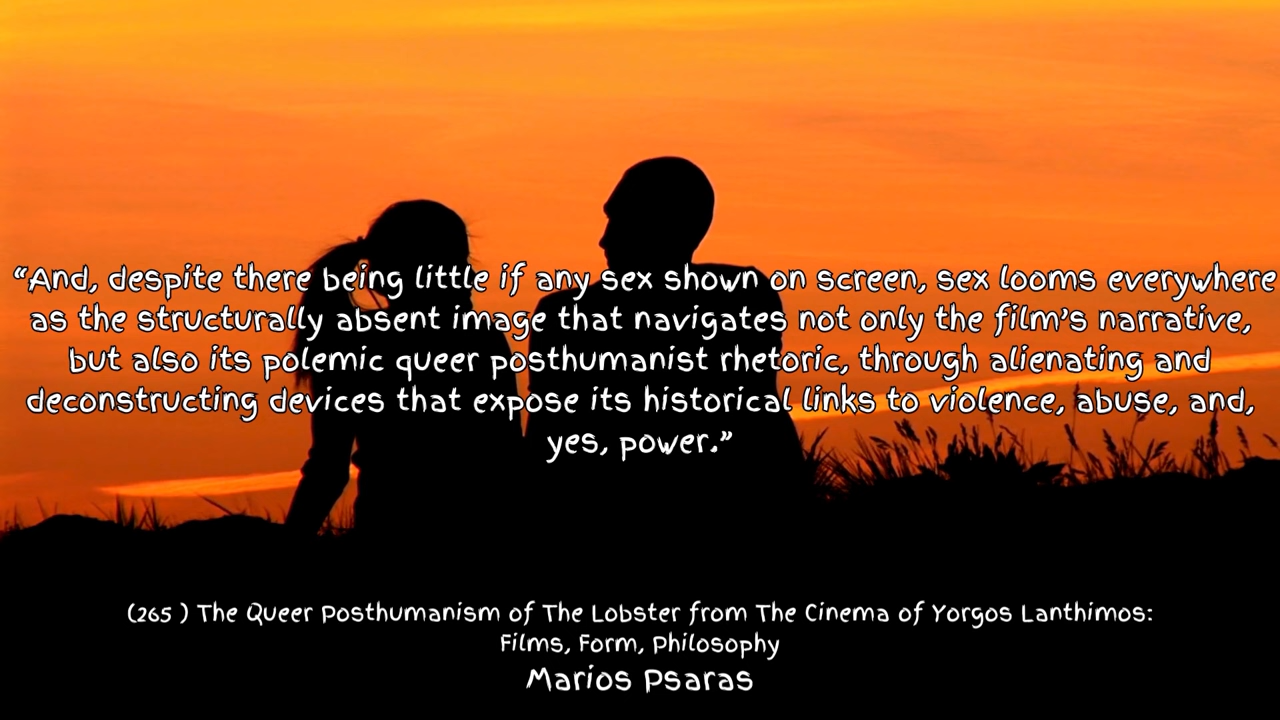 “And, despite there being little if any sex shown on screen, sex looms everywhere
as the structurally absent image that navigates not only the film’s narrative,
but also its polemic queer posthumanist rhetoric, through alienating and
deconstructing devices that expose its historical links to violence, abuse, and,
yes, power.”
(265 ) The Queer Posthumanism of The Lobster from The Cinema of Yorgos Lanthimos:
Films, Form, Philosophy
Marios Psaras